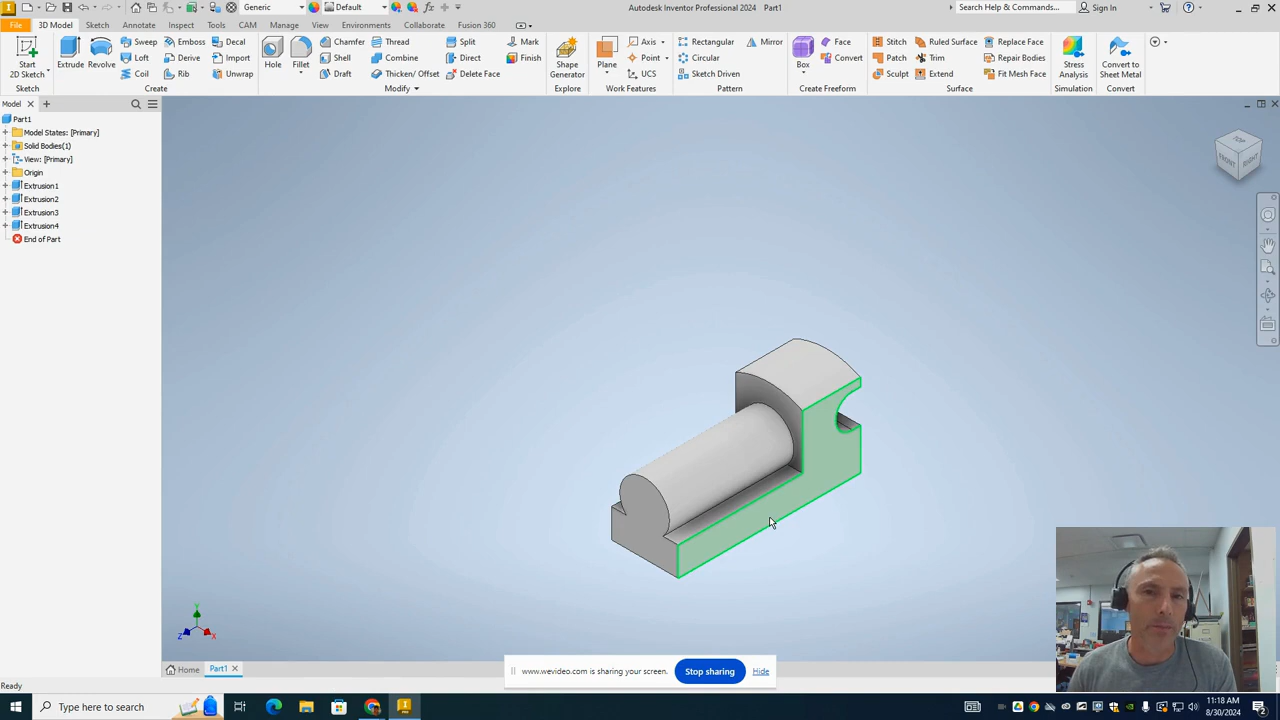 Generic
Default
Autodesk Inventor Professional 2024 Part1
Search Help & Commands...
Sign In
File
3D Model
Sketch
Annotate
Inspect
Tools
CAM
Manage
View
Environments
Collaborate
Fusion 360
Start
2D Sketch
Sketch
Extrude
Revolve
Sweep
Loft
Coil
Emboss
Derive
Rib
Decal
Import
Unwrap
Create
Hole
Fillet
Chamfer
Shell
Draft
Thread
Combine
Thicken/ Offset
Split
Direct
Delete Face
Mark
Finish
Modify
Shape
Generator
Explore
Plane
Axis
Point
UCS
Work Features
Rectangular
Circular
Sketch Driven
Mirror
Pattern
Box
Face
Convert
Create Freeform
Stitch
Patch
Sculpt
Ruled Surface
Trim
Extend
Replace Face
Repair Bodies
Fit Mesh Face
Surface
Stress
Analysis
Simulation
Convert to
Sheet Metal
Convert
Model
Part1
Model States: [Primary]
Solid Bodies(1)
View: [Primary]
Origin
Extrusion1
Extrusion2
Extrusion3
Extrusion4
End of Part
TOP
FRONT
RIGHT
Y
Z
X
www.wevideo.com is sharing your screen.
Stop sharing
Hide
Home
Part1
Ready
Type here to search
11:18 AM
8/30/2024
2